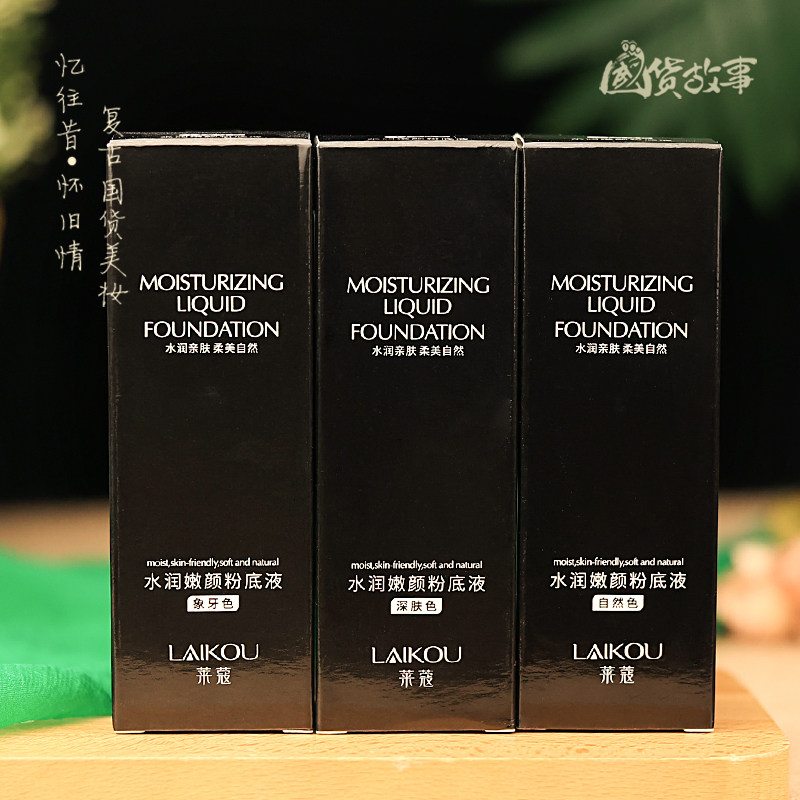 國货故事
忆往昔•怀旧情
复古国货美妆
MOISTURIZING
LIQUID
FOUNDATION
水润亲肤 柔美自然
moist,skin-friendly,soft and natural
水润嫩颜粉底液
象牙色
LAIKOU
莱蔻
MOISTURIZING
LIQUID
FOUNDATION
水润亲肤 柔美自然
moist,skin-friendly,soft and natural
水润嫩颜粉底液
深肤色
LAIKOU
莱蔻
MOISTURIZING
LIQUID
FOUNDATION
水润亲肤 柔美自然
moist,skin-friendly,soft and natural
水润嫩颜粉底液
自然色
LAIKOU
莱蔻